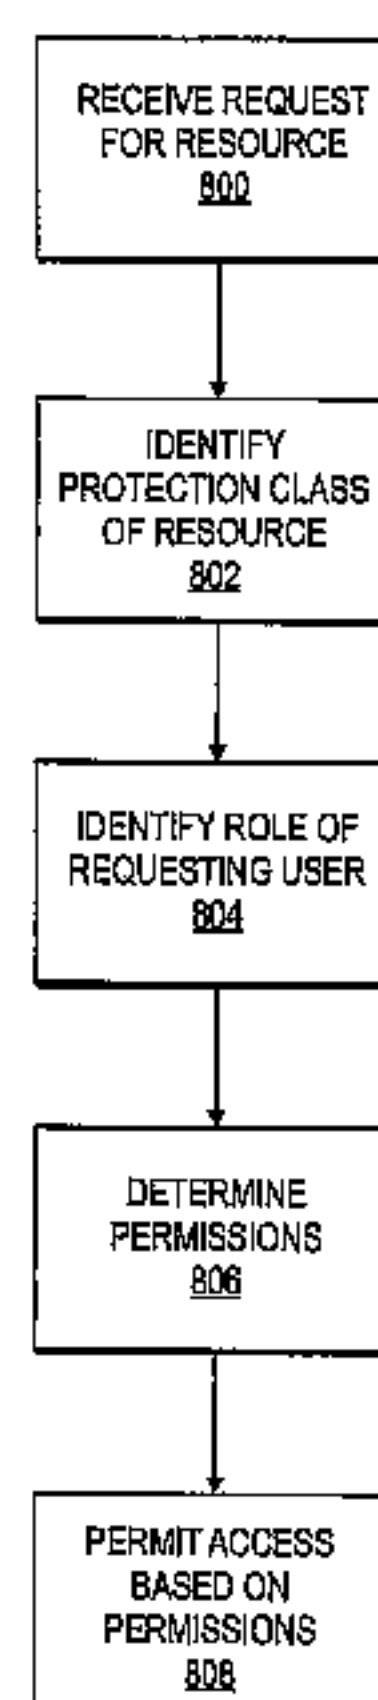 RECEIVE REQUEST
FOR RESOURCE
800
IDENTIFY
PROTECTION CLASS
OF RESOURCE
802
IDENTIFY ROLE OF
REQUESTING USER
804
DETERMINE
PERMISSIONS
806
PERMIT ACCESS
BASED ON
PERMISSIONS
808